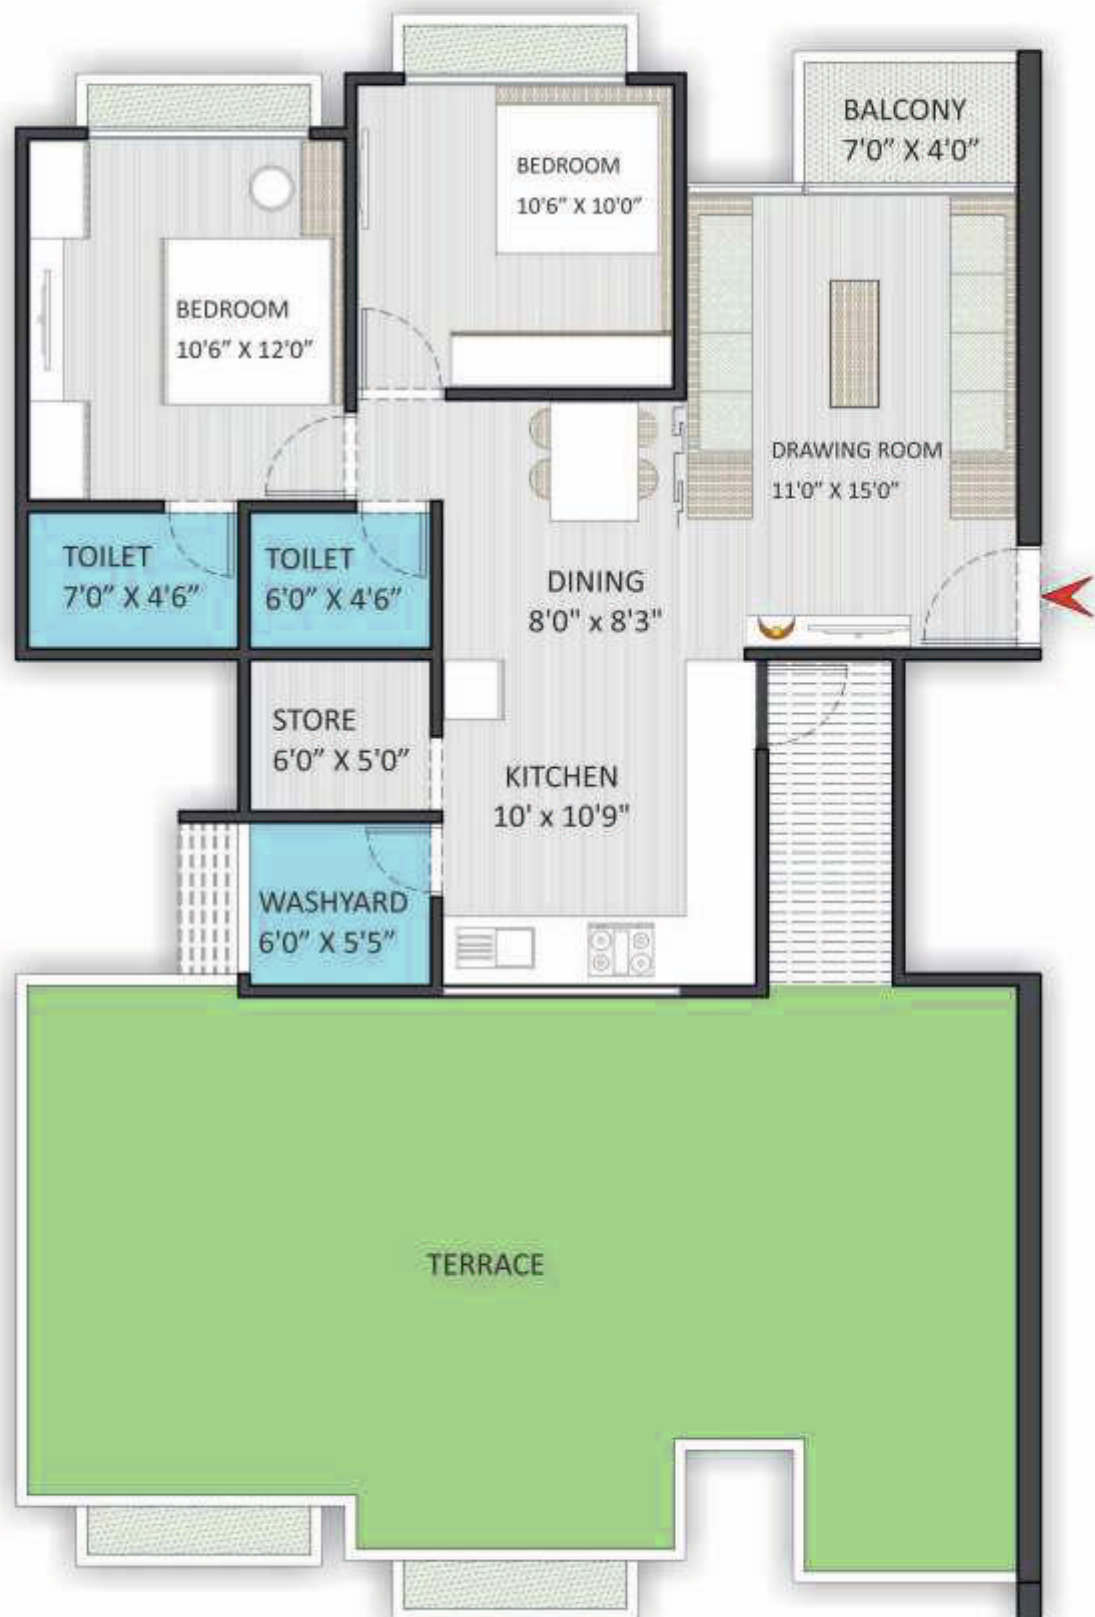 BALCONY
7'0” X 4'0”
BEDROOM
10'6” X 10'0”
BEDROOM
10'6” X 12'0”
DRAWING ROOM
11'0” X 15'0”
TOILET
7'0” X 4'6”
TOILET
6'0” X 4'6”
DINING
8'0" x 8'3"
STORE
6'0” X 5'0”
KITCHEN
10' x 10'9"
WASHYARD
6'0” X 5'5”
TERRACE